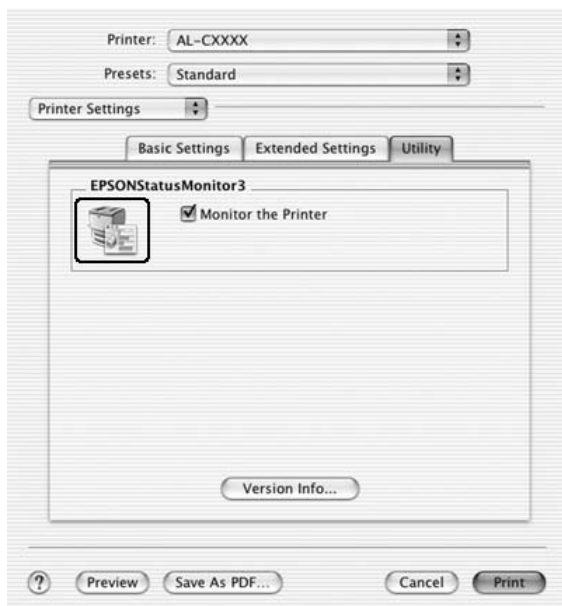 Printer: AL-CXXXX
Presets: Standard
Printer Settings
Basic Settings Extended Settings Utility
EPSONStatusMonitor3
Monitor the Printer
Version Info...
? Preview Save As PDF... Cancel Print